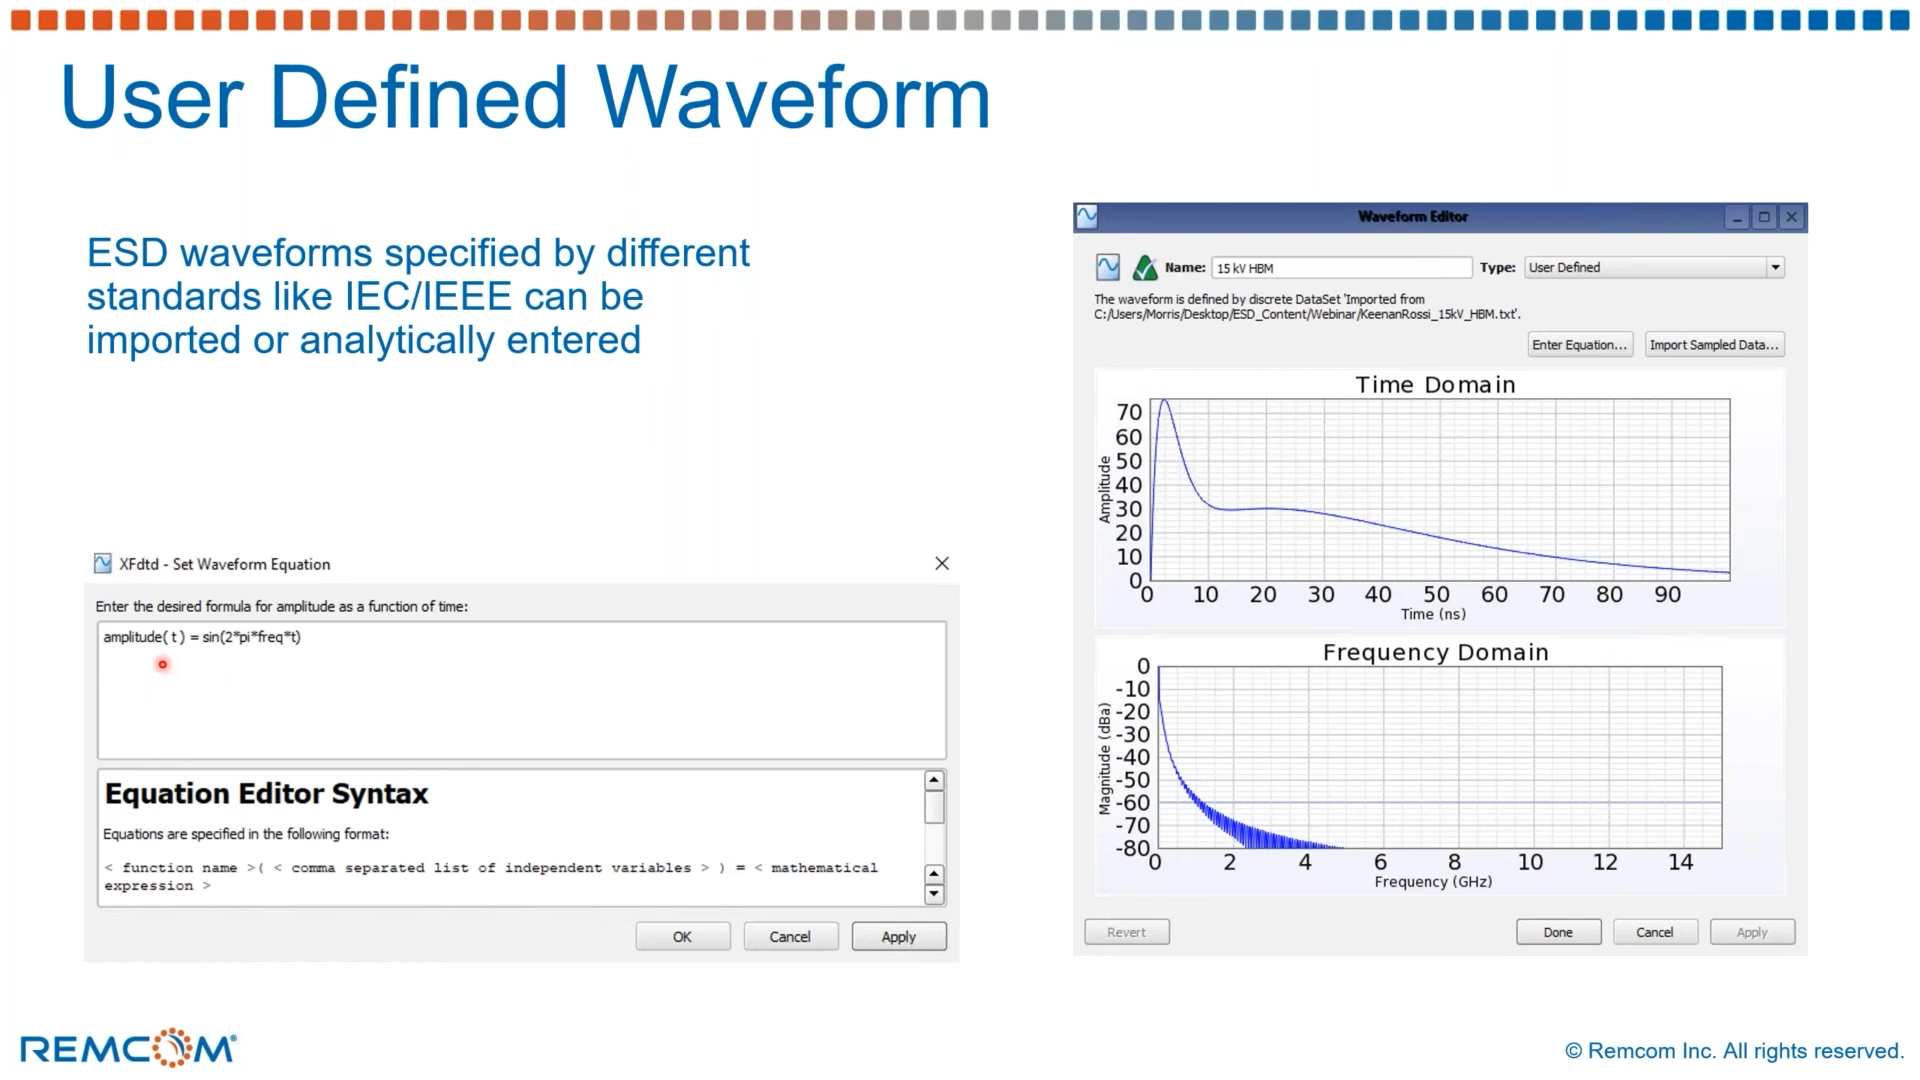 User Defined Waveform
ESD waveforms specified by different
standards like IEC/IEEE can be
imported or analytically entered
XFdtd - Set Waveform Equation
Enter the desired formula for amplitude as a function of time:
amplitude( t ) = sin(2*pi*freq*t)
Equation Editor Syntax
Equations are specified in the following format:
< function name >( < comma separated list of independent variables > ) = < mathematical
expression >
OK Cancel Apply
Waveform Editor
Name: 15 kV HBM Type: User Defined
The waveform is defined by discrete DataSet 'Imported from
C:/Users/Morris/Desktop/ESD_Content/Webinar/KeenanRossi_15kV_HBM.txt'.
Enter Equation... Import Sampled Data...
Time Domain
Amplitude
70
60
50
40
30
20
10
0
0 10 20 30 40 50 60 70 80 90
Time (ns)
Frequency Domain
Magnitude (dBa)
0
-10
-20
-30
-40
-50
-60
-70
-80
0 2 4 6 8 10 12 14
Frequency (GHz)
Revert Done Cancel Apply
REMCOM®
© Remcom Inc. All rights reserved.